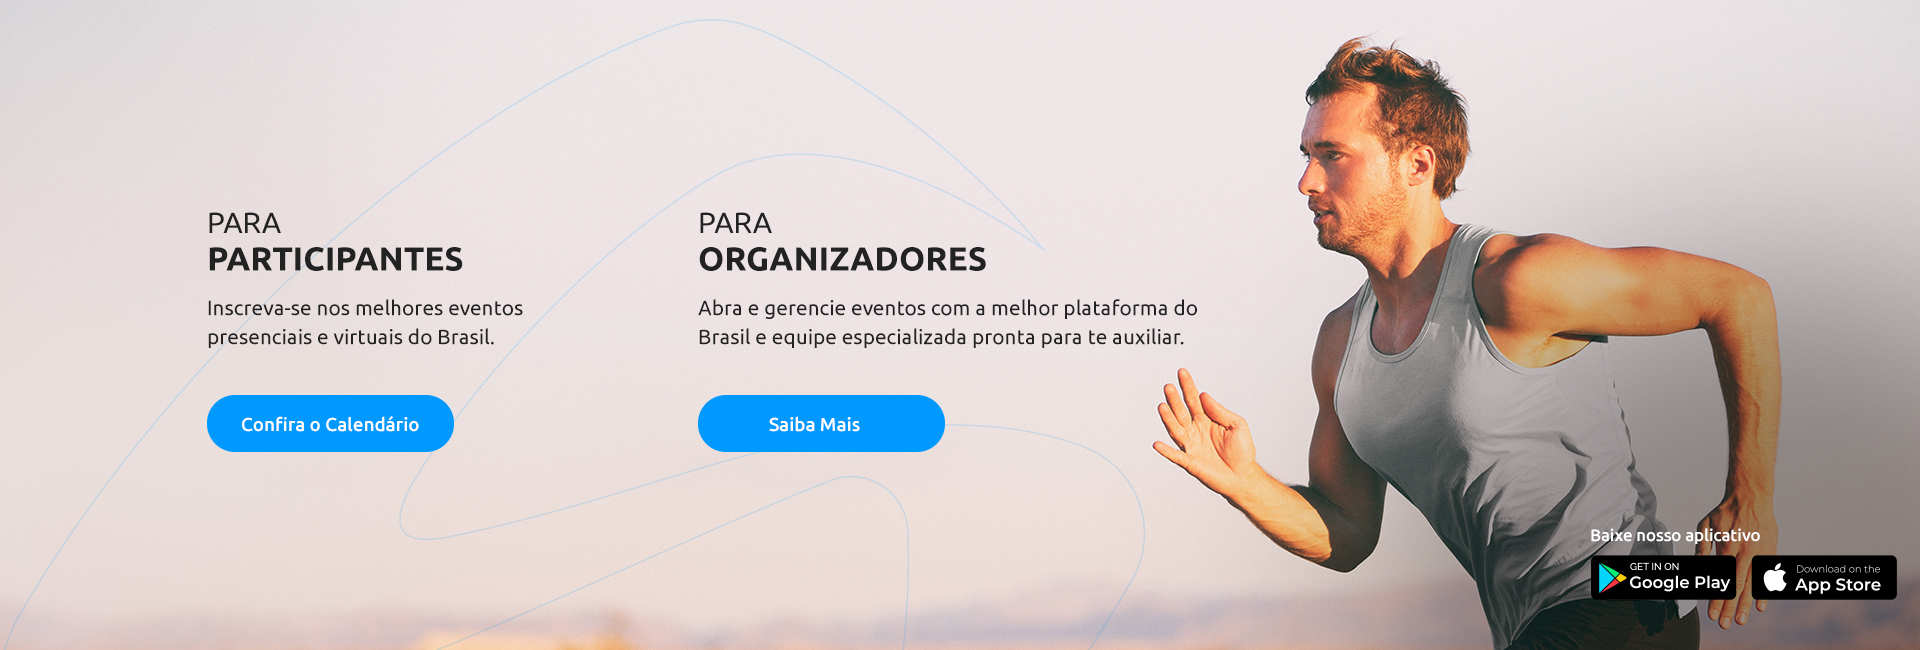 PARA
PARTICIPANTES
Inscreva-se nos melhores eventos
presenciais e virtuais do Brasil.
Confira o Calendário
PARA
ORGANIZADORES
Abra e gerencie eventos com a melhor plataforma do
Brasil e equipe especializada pronta para te auxiliar.
Saiba Mais
Baixe nosso aplicativo
GET IN ON
Google Play
Download on the
App Store